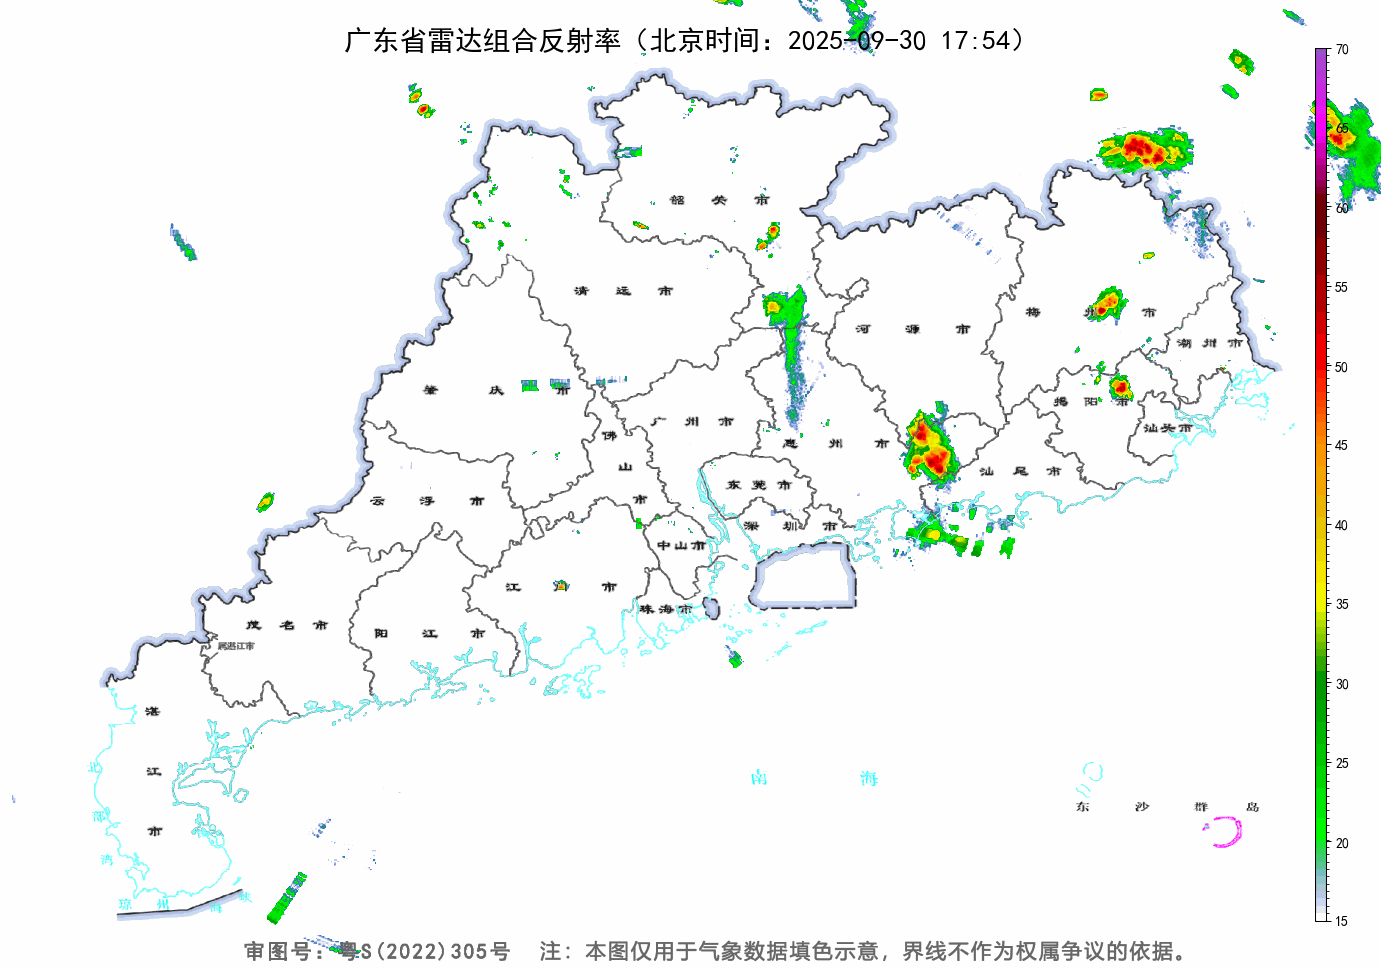 广东省雷达组合反射率（北京时间：2025-09-30 17:54）
70
65
60
55
50
45
40
35
30
25
20
15
韶关市
清远市
河源市
梅州市
潮州市
肇庆市
揭阳市
广州市
佛山市
惠州市
汕头市
汕尾市
云浮市
东莞市
深圳市
中山市
江门市
珠海市
茂名市
阳江市
属湛江市
湛江市
北部湾
南海
东沙群岛
琼州海峡
审图号：粤S(2022)305号 注：本图仅用于气象数据填色示意，界线不作为权属争议的依据。